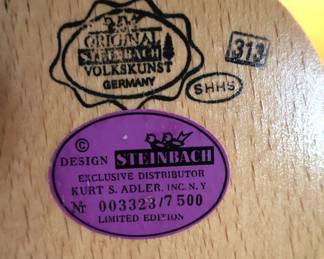 ORIGINAL
STEINBACH
VOLKSKUNST
GERMANY
313
SHHS
© DESIGN STEINBACH
EXCLUSIVE DISTRIBUTOR
KURT S. ADLER, INC. N.Y
Nr 003323/7500
LIMITED EDITION